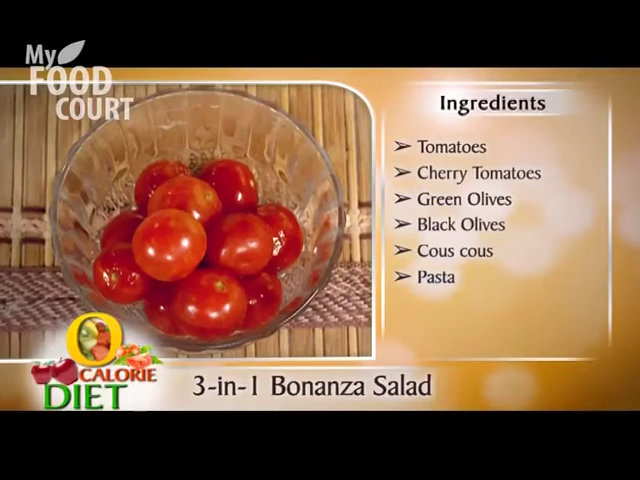 My
FOOD
COURT
Ingredients
➢ Tomatoes
➢ Cherry Tomatoes
➢ Green Olives
➢ Black Olives
➢ Cous cous
➢ Pasta
0
CALORIE
DIET
3-in-1 Bonanza Salad